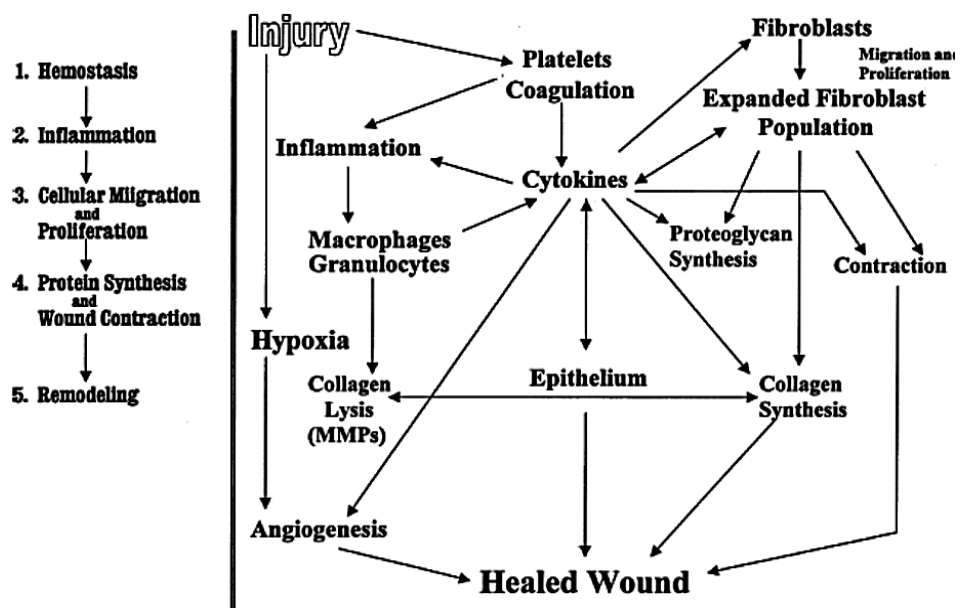 1. Hemostasis
2. Inflammation
3. Cellular Miigration
and
Proliferation
4. Protein Synthesis
and
Wound Contraction
5. Remodeling
Injury
Platelets
Coagulation
Fibroblasts
Migration and
Proliferation
Expanded Fibroblast
Population
Inflammation
Cytokines
Macrophages
Granulocytes
Proteoglycan
Synthesis
Contraction
Hypoxia
Collagen
Lysis
(MMPs)
Epithelium
Collagen
Synthesis
Angiogenesis
Healed Wound